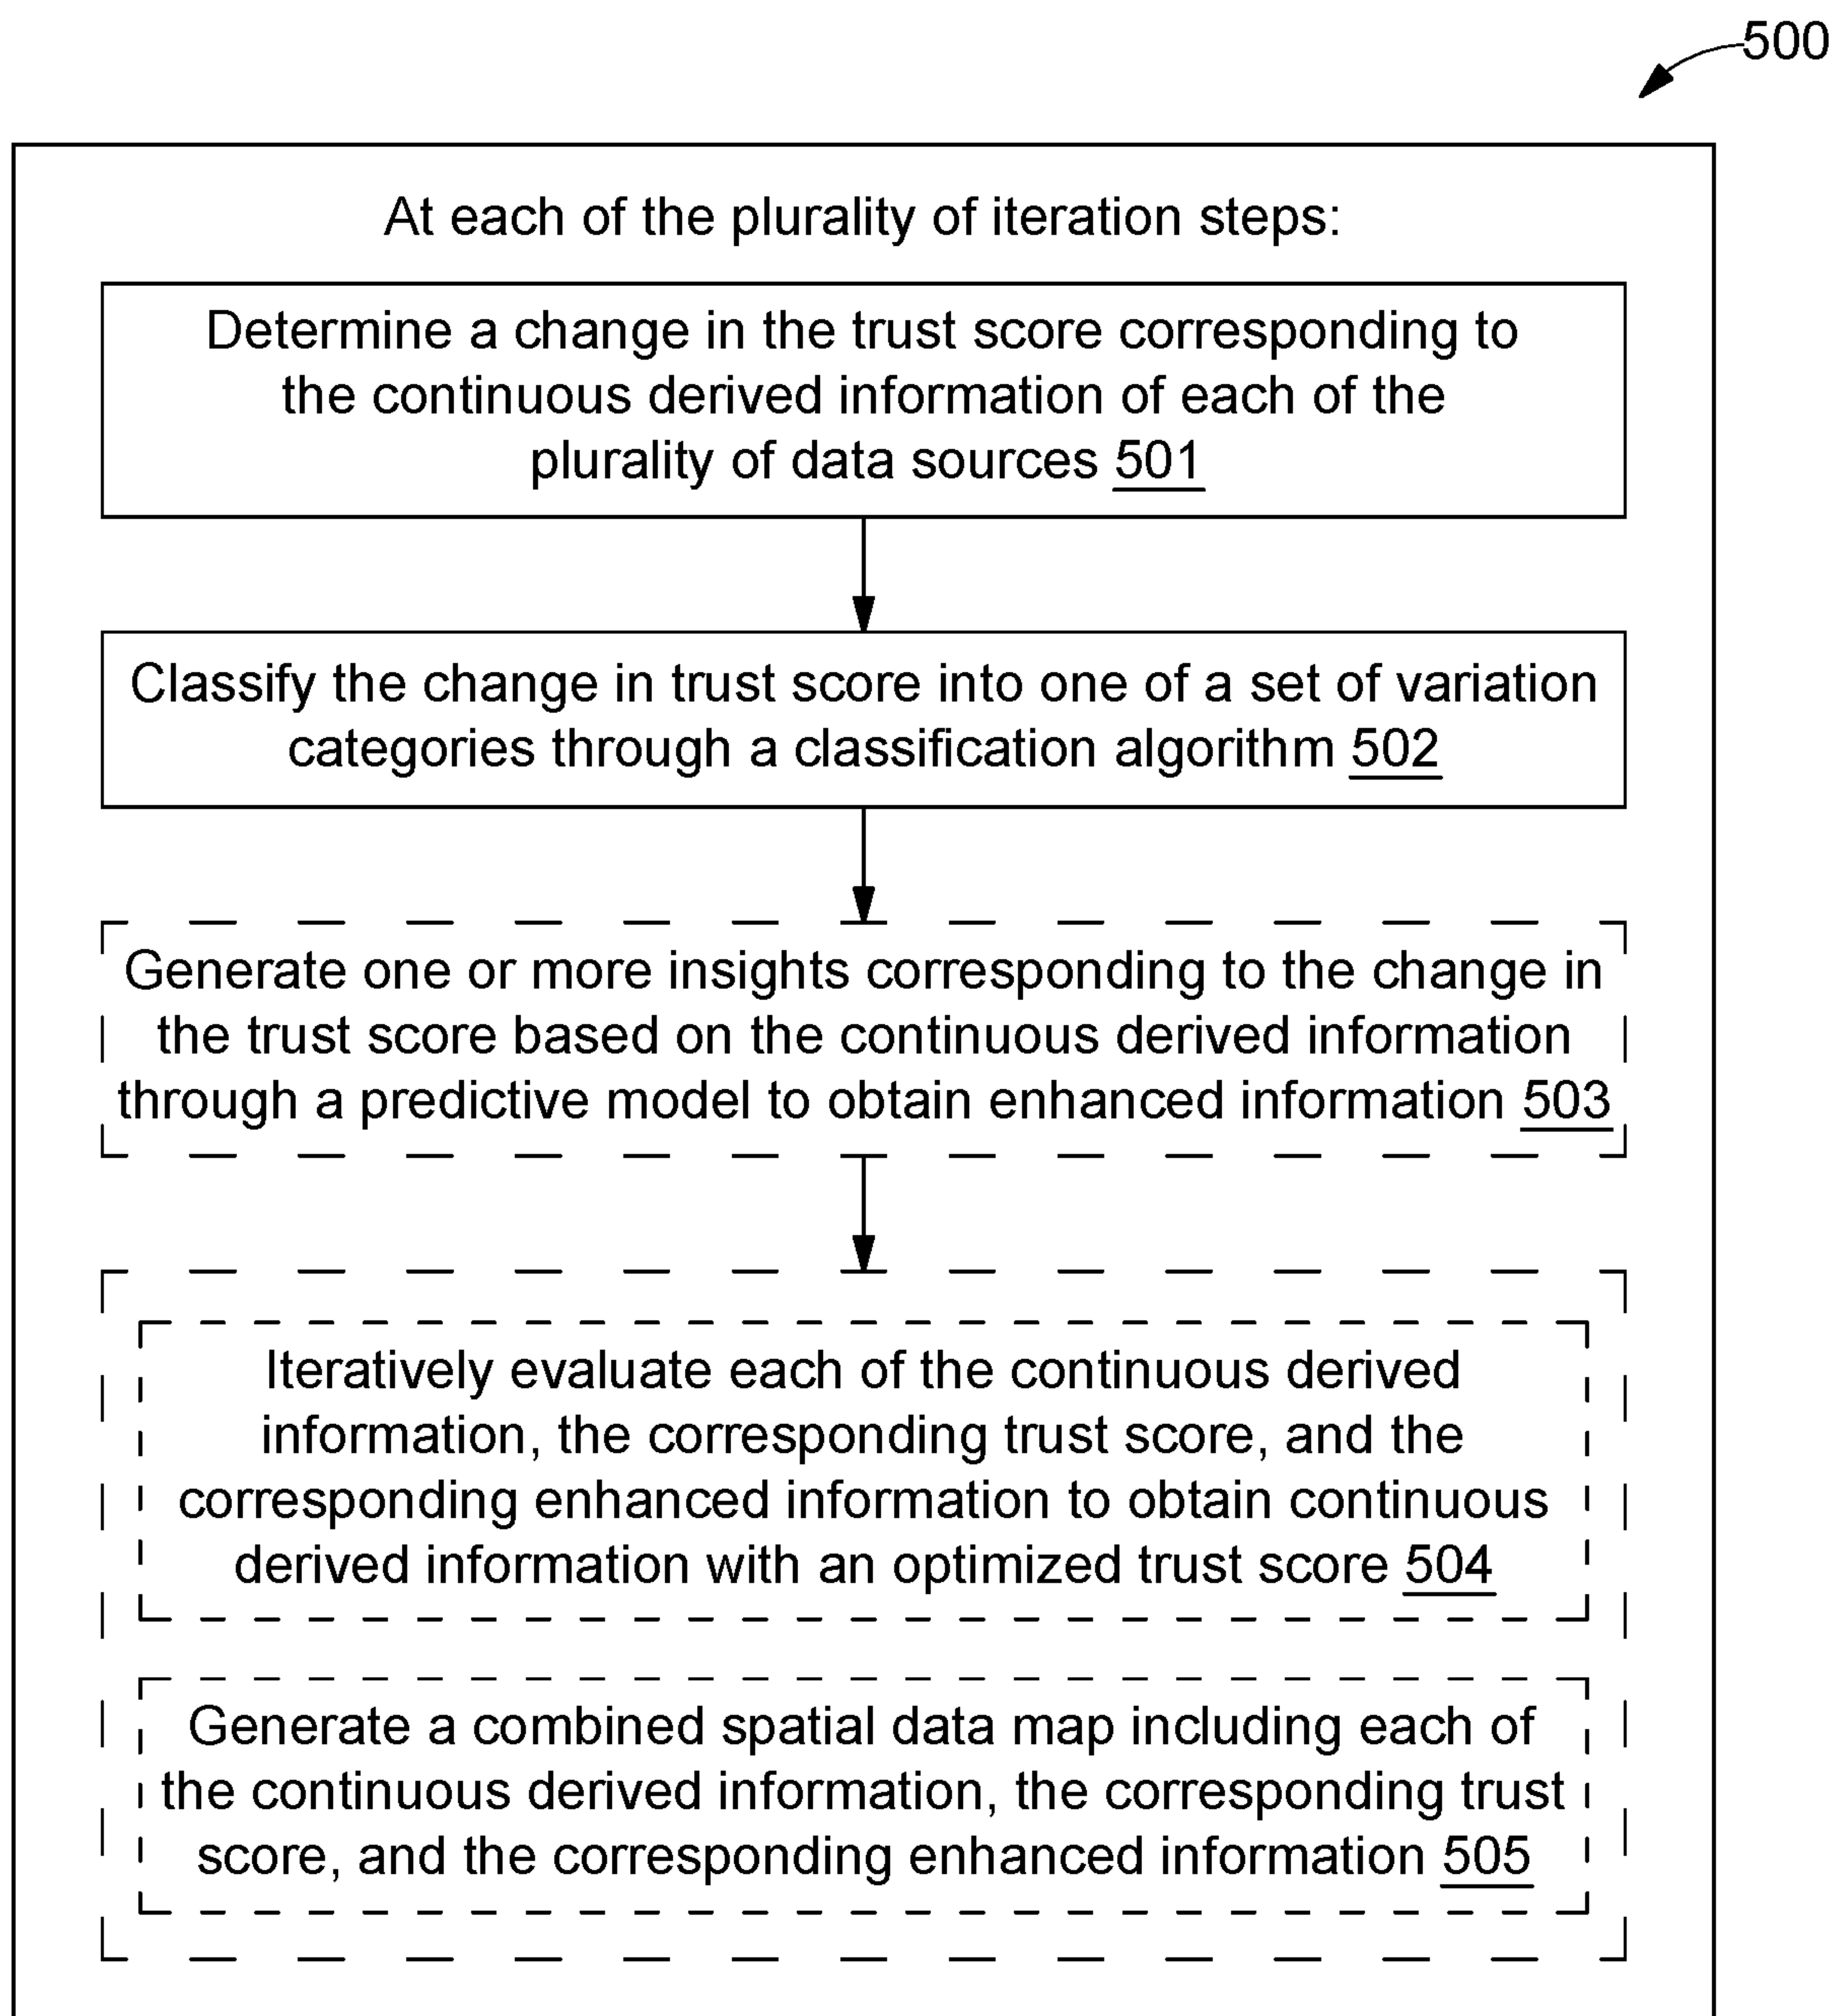 500
At each of the plurality of iteration steps:
Determine a change in the trust score corresponding to
the continuous derived information of each of the
plurality of data sources 501
Classify the change in trust score into one of a set of variation
categories through a classification algorithm 502
Generate one or more insights corresponding to the change in
the trust score based on the continuous derived information
through a predictive model to obtain enhanced information 503
Iteratively evaluate each of the continuous derived
information, the corresponding trust score, and the
corresponding enhanced information to obtain continuous
derived information with an optimized trust score 504
Generate a combined spatial data map including each of
the continuous derived information, the corresponding trust
score, and the corresponding enhanced information 505